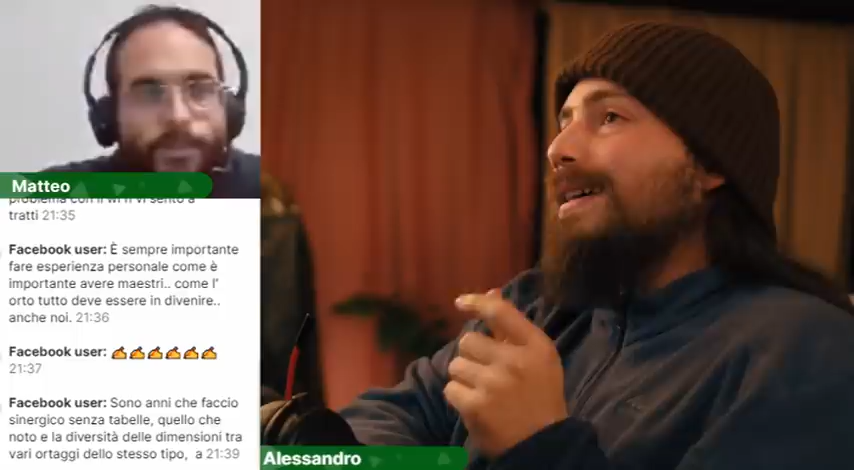 Matteo
problema con il wi fi vi sento a
tratti 21:35
Facebook user: È sempre importante
fare esperienza personale come è
importante avere maestri.. come l'
orto tutto deve essere in divenire..
anche noi. 21:36
Facebook user: ✍✍✍✍✍✍
21:37
Facebook user: Sono anni che faccio
sinergico senza tabelle, quello che
noto e la diversità delle dimensioni tra
vari ortaggi dello stesso tipo, a 21:39
Alessandro